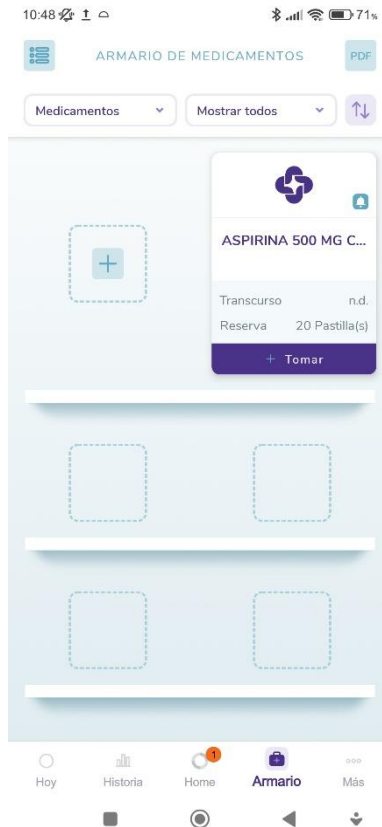 10:48 71%
ARMARIO DE MEDICAMENTOS PDF
Medicamentos Mostrar todos
ASPIRINA 500 MG C...
Transcurso n.d.
Reserva 20 Pastilla(s)
+ Tomar
1
Hoy Historia Home Armario Más